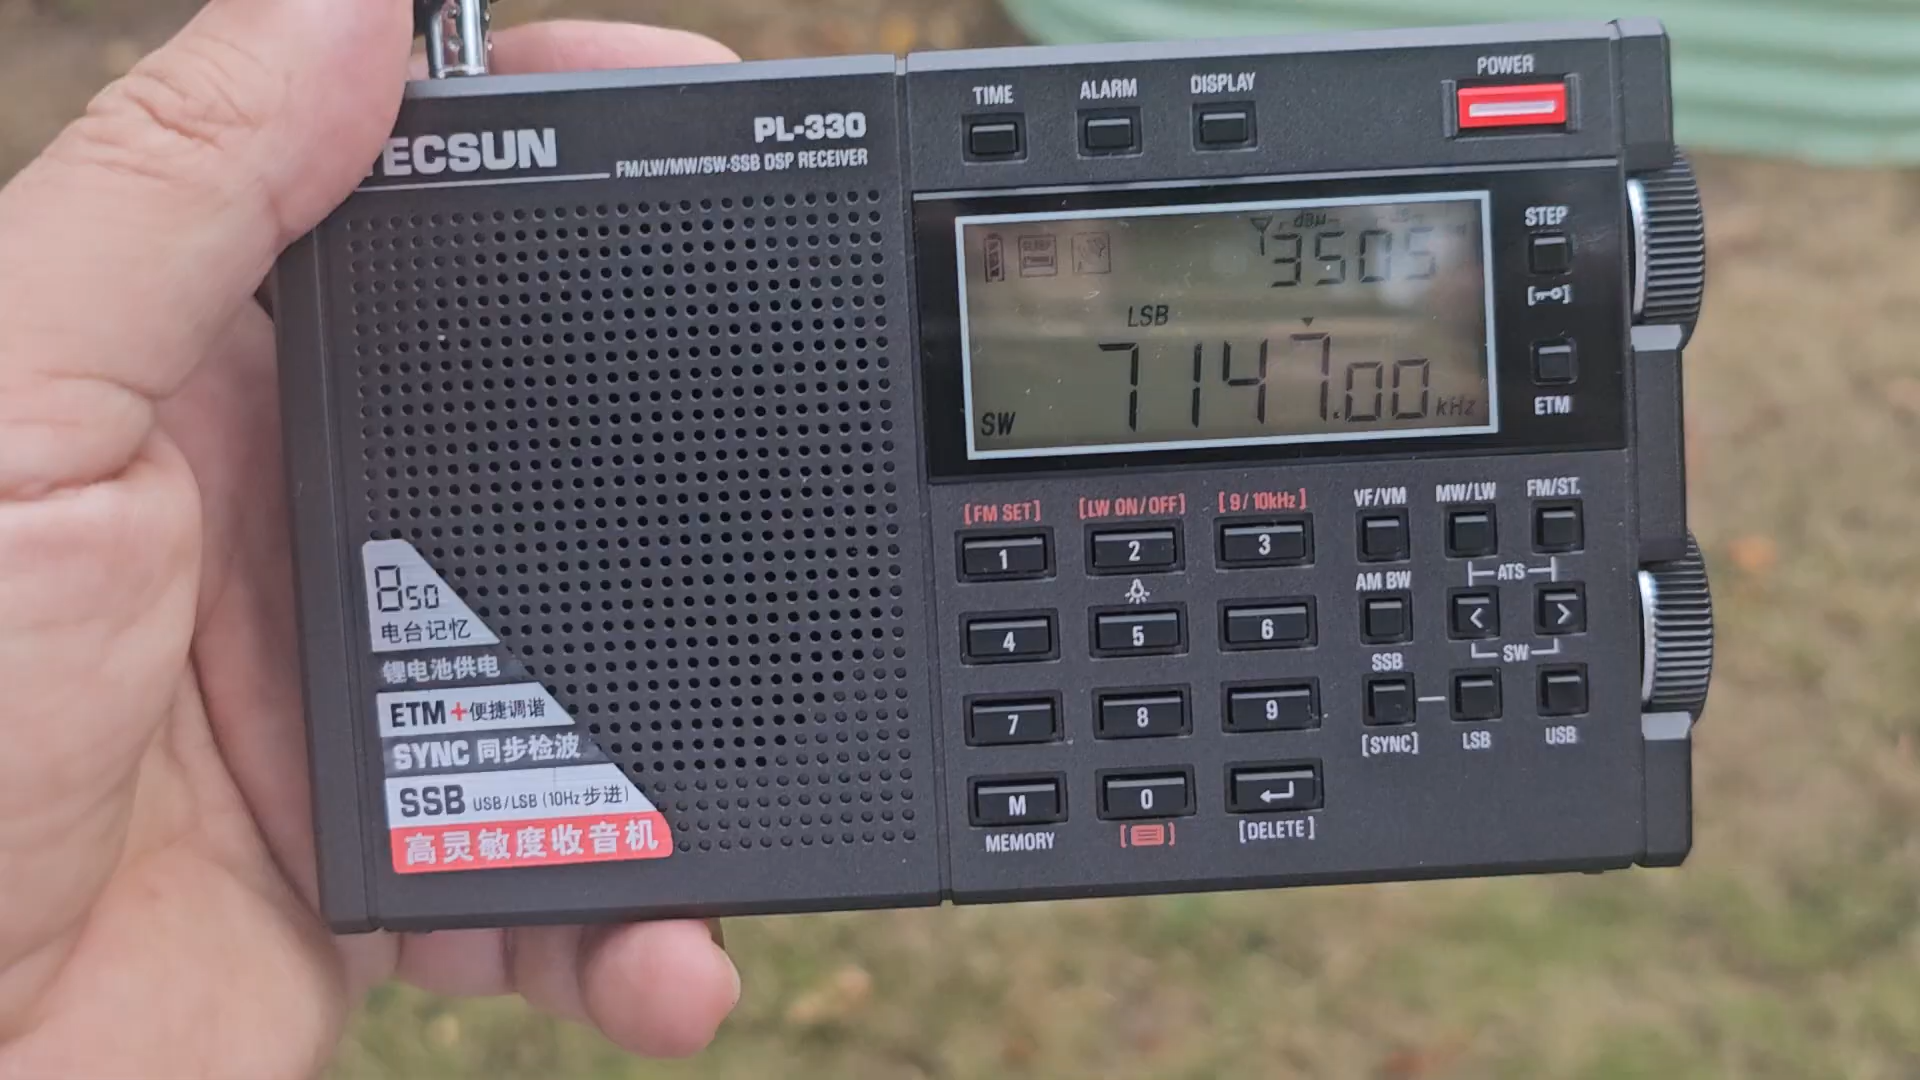 TECSUN
PL-330
FM/LW/MW/SW-SSB DSP RECEIVER
TIME
ALARM
DISPLAY
POWER
SLEEP
dBµ
3505
LSB
7147.00 kHz
SW
STEP
ETM
[FM SET]
[LW ON/OFF]
[9/10kHz]
VF/VM
MW/LW
FM/ST.
1
2
3
ATS
AM BW
4
5
6
<
>
SW
SSB
7
8
9
[SYNC]
LSB
USB
M
0
MEMORY
[DELETE]
850
电台记忆
锂电池供电
ETM+便捷调谐
SYNC 同步检波
SSB USB/LSB (10Hz 步进)
高灵敏度收音机